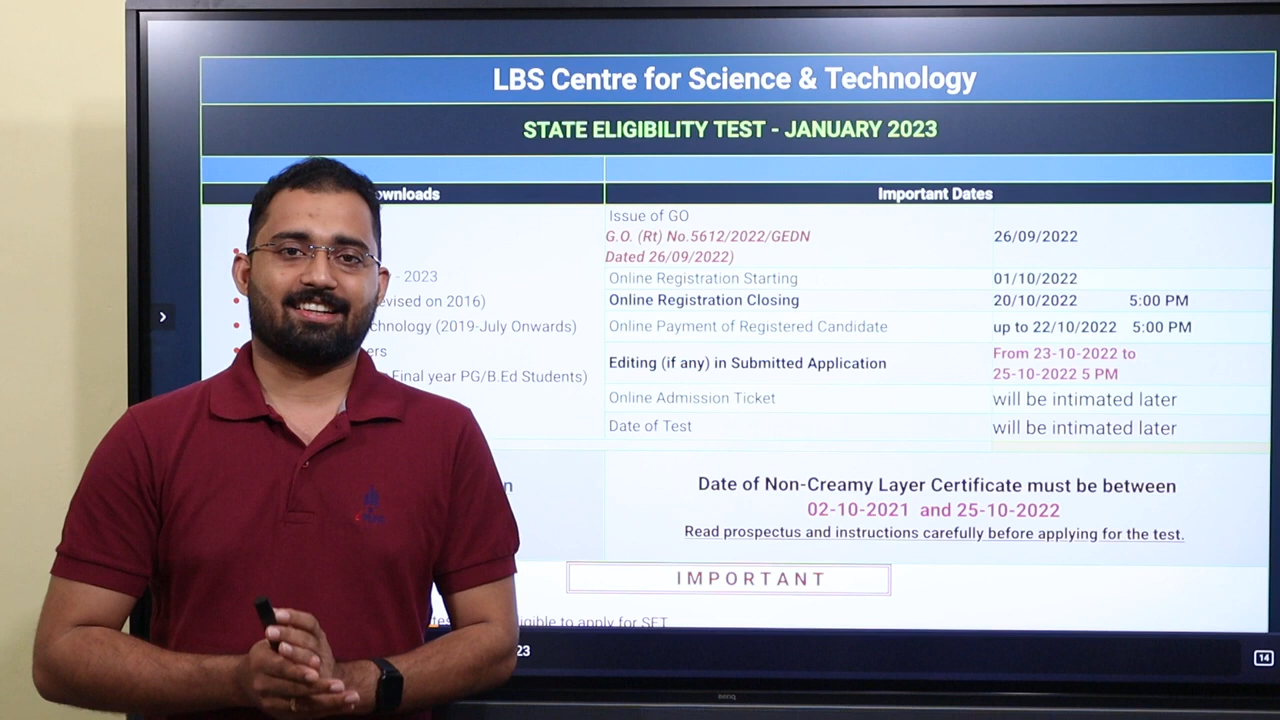 LBS Centre for Science & Technology
STATE ELIGIBILITY TEST - JANUARY 2023
Important Dates
Issue of GO
G.O. (Rt) No.5612/2022/GEDN
Dated 26/09/2022)
26/09/2022
- 2023
Online Registration Starting
01/10/2022
on 2016)
Online Registration Closing
20/10/2022 5:00 PM
(2019-July Onwards)
Online Payment of Registered Candidate
up to 22/10/2022 5:00 PM
Final year PG/B.Ed Students)
Editing (if any) in Submitted Application
From 23-10-2022 to
25-10-2022 5 PM
Online Admission Ticket
will be intimated later
Date of Test
will be intimated later
Date of Non-Creamy Layer Certificate must be between
02-10-2021 and 25-10-2022
Read prospectus and instructions carefully before applying for the test.
IMPORTANT
to apply for SET
23
14
BenQ